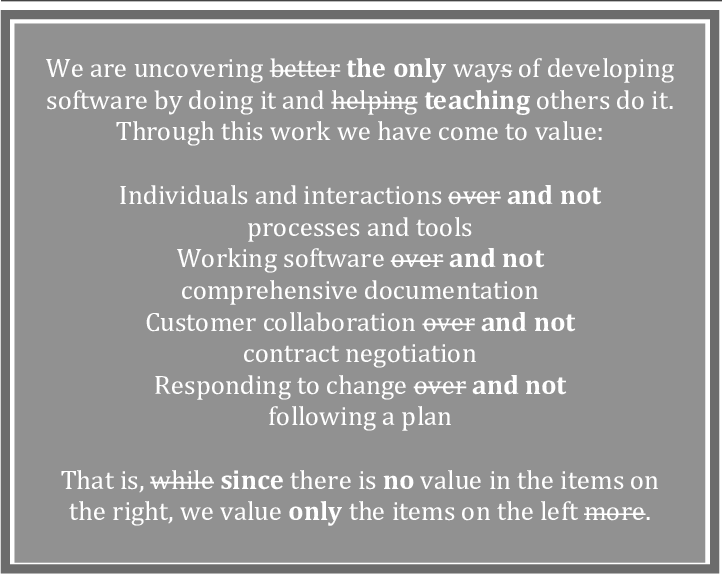 We are uncovering better the only ways of developing
software by doing it and helping teaching others do it.
Through this work we have come to value:
Individuals and interactions over and not
processes and tools
Working software over and not
comprehensive documentation
Customer collaboration over and not
contract negotiation
Responding to change over and not
following a plan
That is, while since there is no value in the items on
the right, we value only the items on the left more.